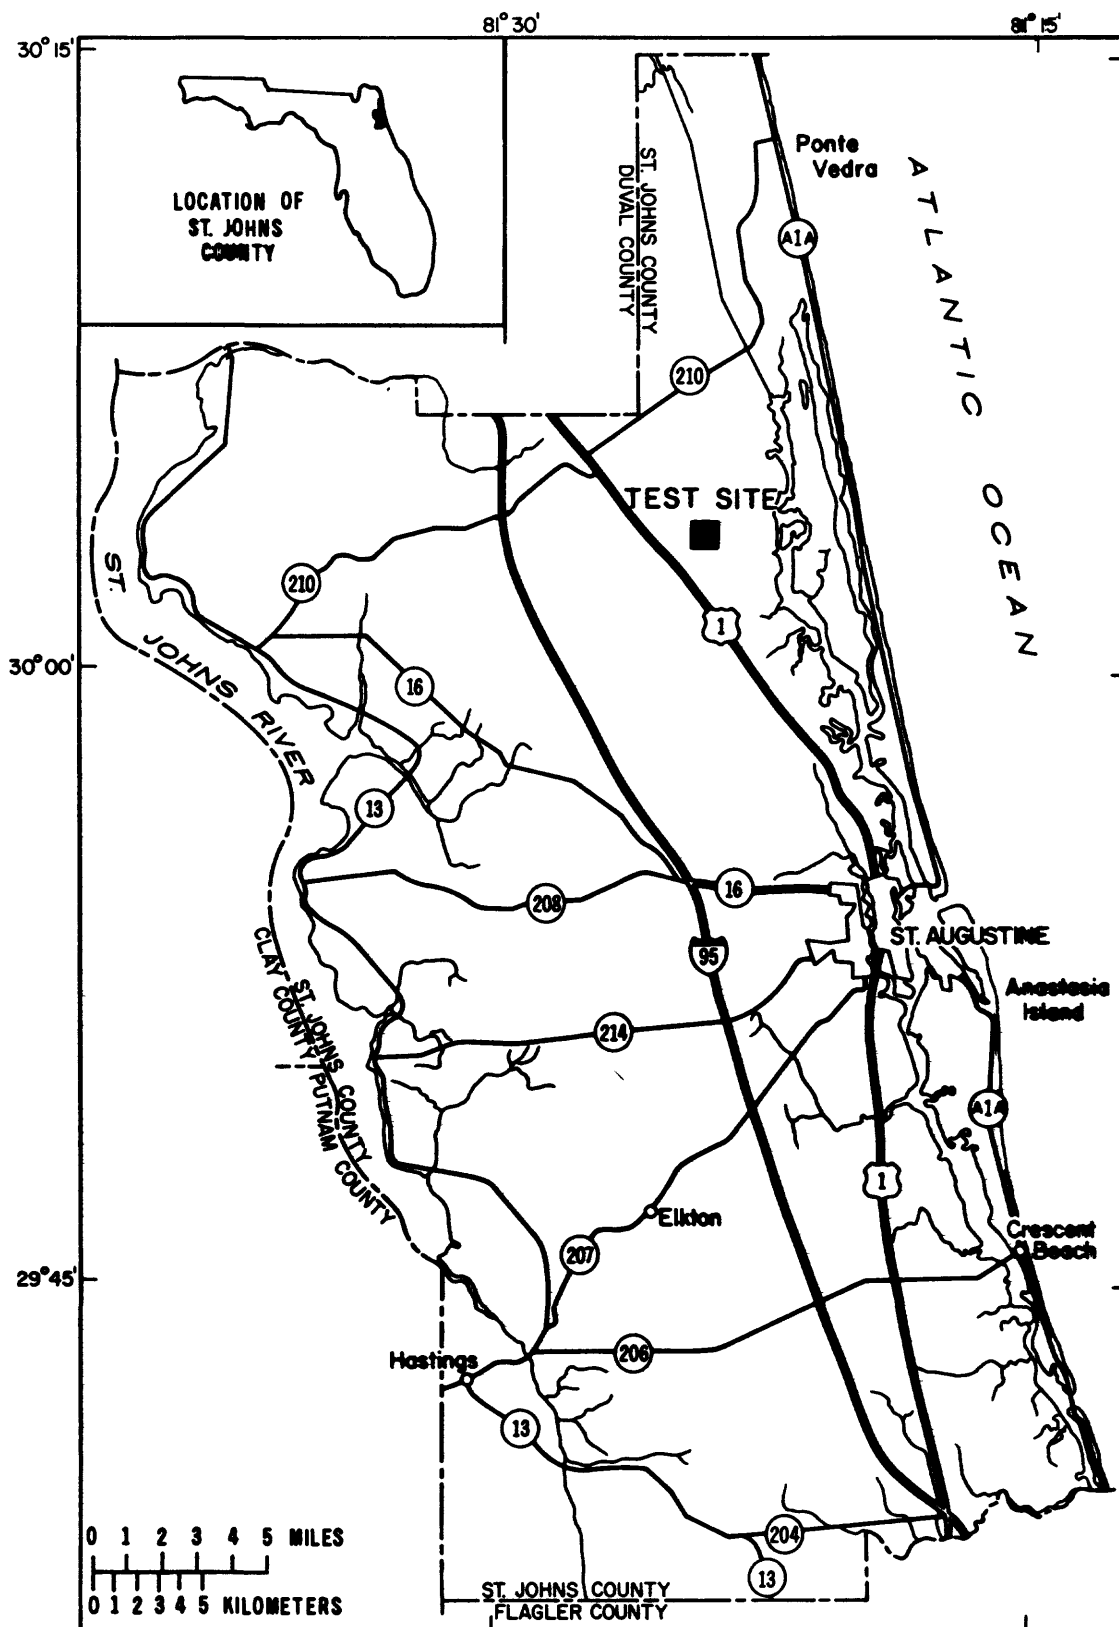 81°30'
81°15'
30°15'
LOCATION OF
ST. JOHNS
COUNTY
ST. JOHNS COUNTY
DUVAL COUNTY
Ponte
Vedra
A1A
ATLANTIC OCEAN
210
TEST SITE
210
1
ST. JOHNS RIVER
30°00'
16
13
208
16
95
ST. AUGUSTINE
Anastasia
Island
CLAY COUNTY
ST. JOHNS COUNTY
PUTNAM COUNTY
214
A1A
1
Elkton
207
Crescent
Beach
29°45'
206
Hastings
13
204
13
0 1 2 3 4 5 MILES
0 1 2 3 4 5 KILOMETERS
ST. JOHNS COUNTY
FLAGLER COUNTY